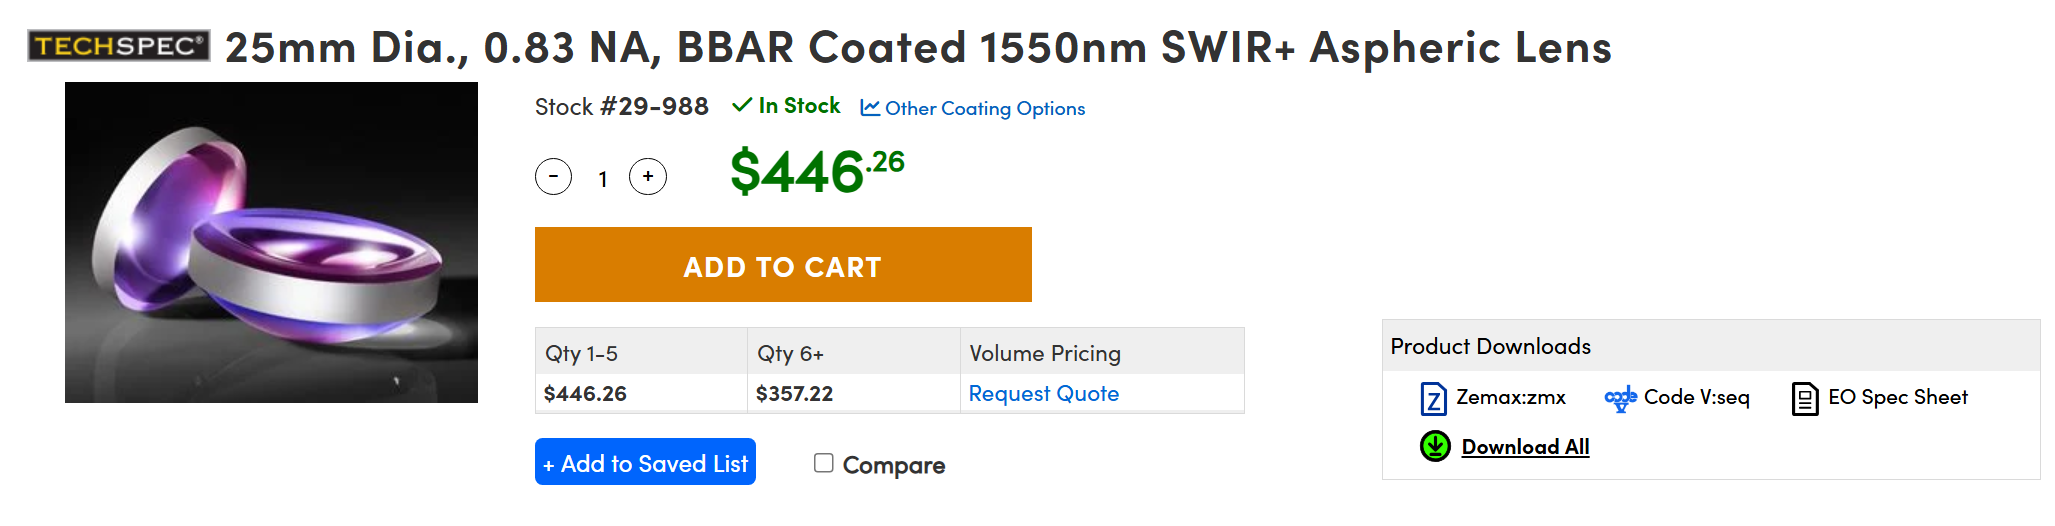 TECHSPEC® 25mm Dia., 0.83 NA, BBAR Coated 1550nm SWIR+ Aspheric Lens
Stock #29-988 In Stock Other Coating Options
- 1 + $446.26
ADD TO CART
Qty 1-5 Qty 6+ Volume Pricing
$446.26 $357.22 Request Quote
+ Add to Saved List Compare
Product Downloads
Zemax:zmx Code V:seq EO Spec Sheet
Download All